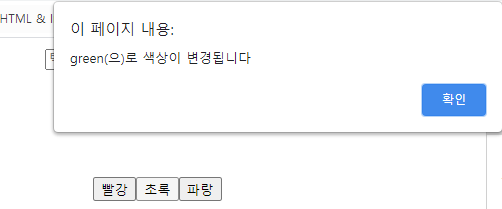 HTML &
이 페이지 내용:
green(으)로 색상이 변경됩니다
확인
빨강 초록 파랑